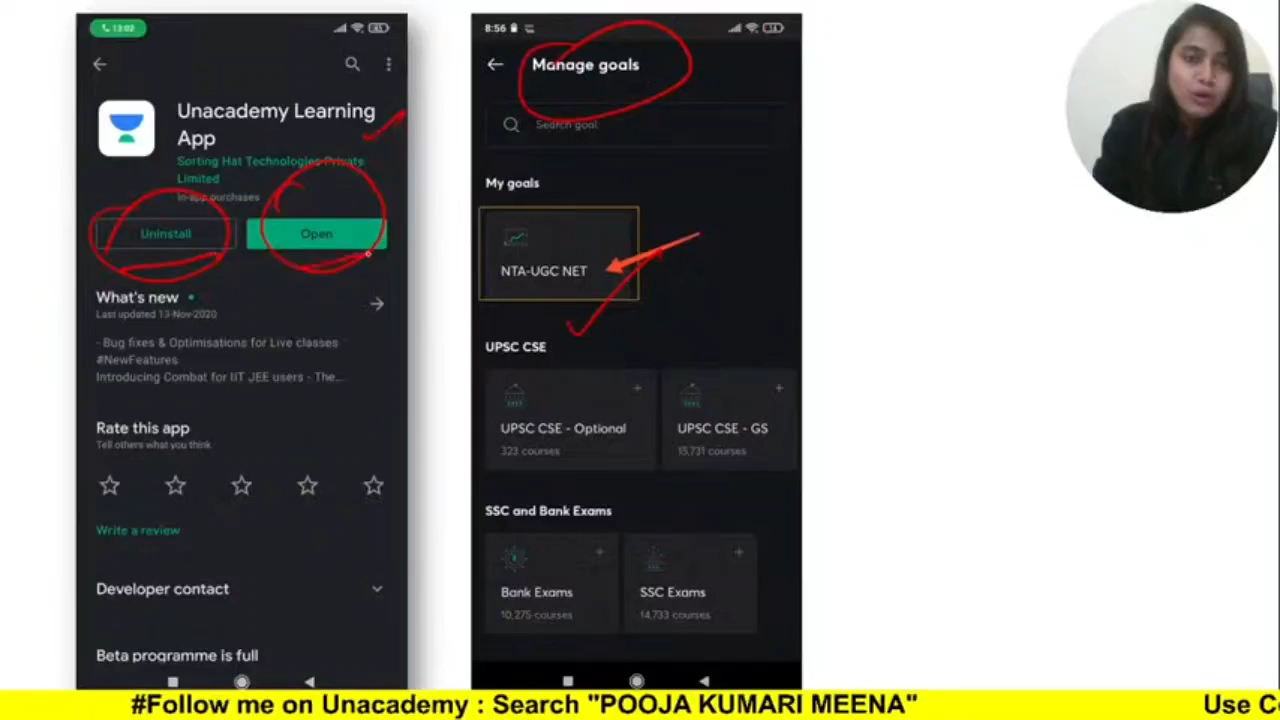 13:02
Unacademy Learning
App
Sorting Hat Technologies Private
Limited
In-app purchases
Uninstall
Open
What's new
Last updated 13-Nov-2020
- Bug fixes & Optimisations for Live classes
#NewFeatures
Introducing Combat for IIT JEE users - The...
Rate this app
Tell others what you think
Write a review
Developer contact
Beta programme is full
8:56
Manage goals
Search goal
My goals
NTA-UGC NET
UPSC CSE
UPSC CSE - Optional
323 courses
UPSC CSE - GS
15,731 courses
SSC and Bank Exams
Bank Exams
10,275 courses
SSC Exams
14,733 courses
#Follow me on Unacademy : Search "POOJA KUMARI MEENA"
Use